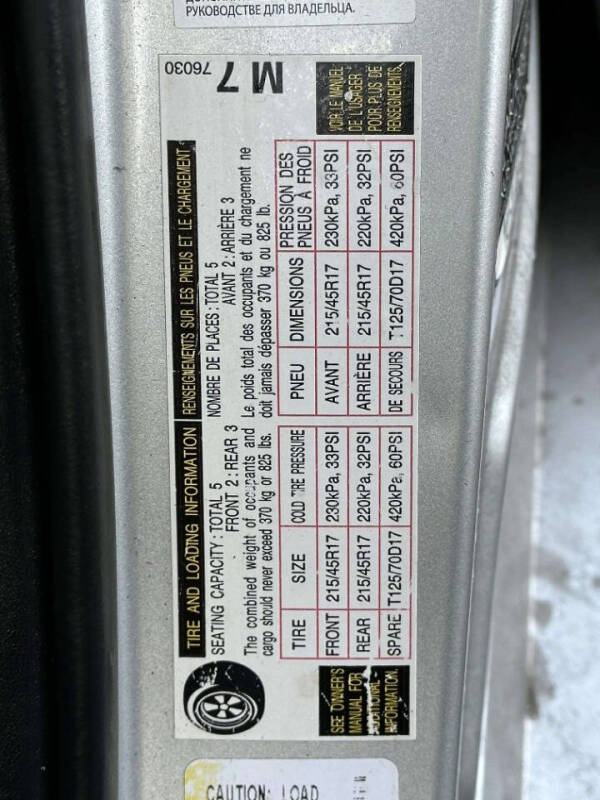 РУКОВОДСТВЕ ДЛЯ ВЛАДЕЛЬЦА.
TIRE AND LOADING INFORMATION
SEATING CAPACITY: TOTAL 5
FRONT 2: REAR 3
The combined weight of occupants and
cargo should never exceed 370 kg or 825 lbs.
TIRE SIZE COLD TIRE PRESSURE
FRONT 215/45R17 230kPa, 33PSI
REAR 215/45R17 220kPa, 32PSI
SPARE T125/70D17 420kPa, 60PSI
SEE OWNER'S
MANUAL FOR
ADDITIONAL
INFORMATION.
RENSEIGNEMENTS SUR LES PNEUS ET LE CHARGEMENT
NOMBRE DE PLACES: TOTAL 5
AVANT 2: ARRIÈRE 3
Le poids total des occupants et du chargement ne
doit jamais dépasser 370 kg ou 825 lb.
PNEU DIMENSIONS PRESSION DES
PNEUS À FROID
AVANT 215/45R17 230kPa, 33PSI
ARRIÈRE 215/45R17 220kPa, 32PSI
DE SECOURS T125/70D17 420kPa, 60PSI
VOIR LE MANUEL
DE L'USAGER
POUR PLUS DE
RENSEIGNEMENTS.
76030
M 7
CAUTION: LOAD